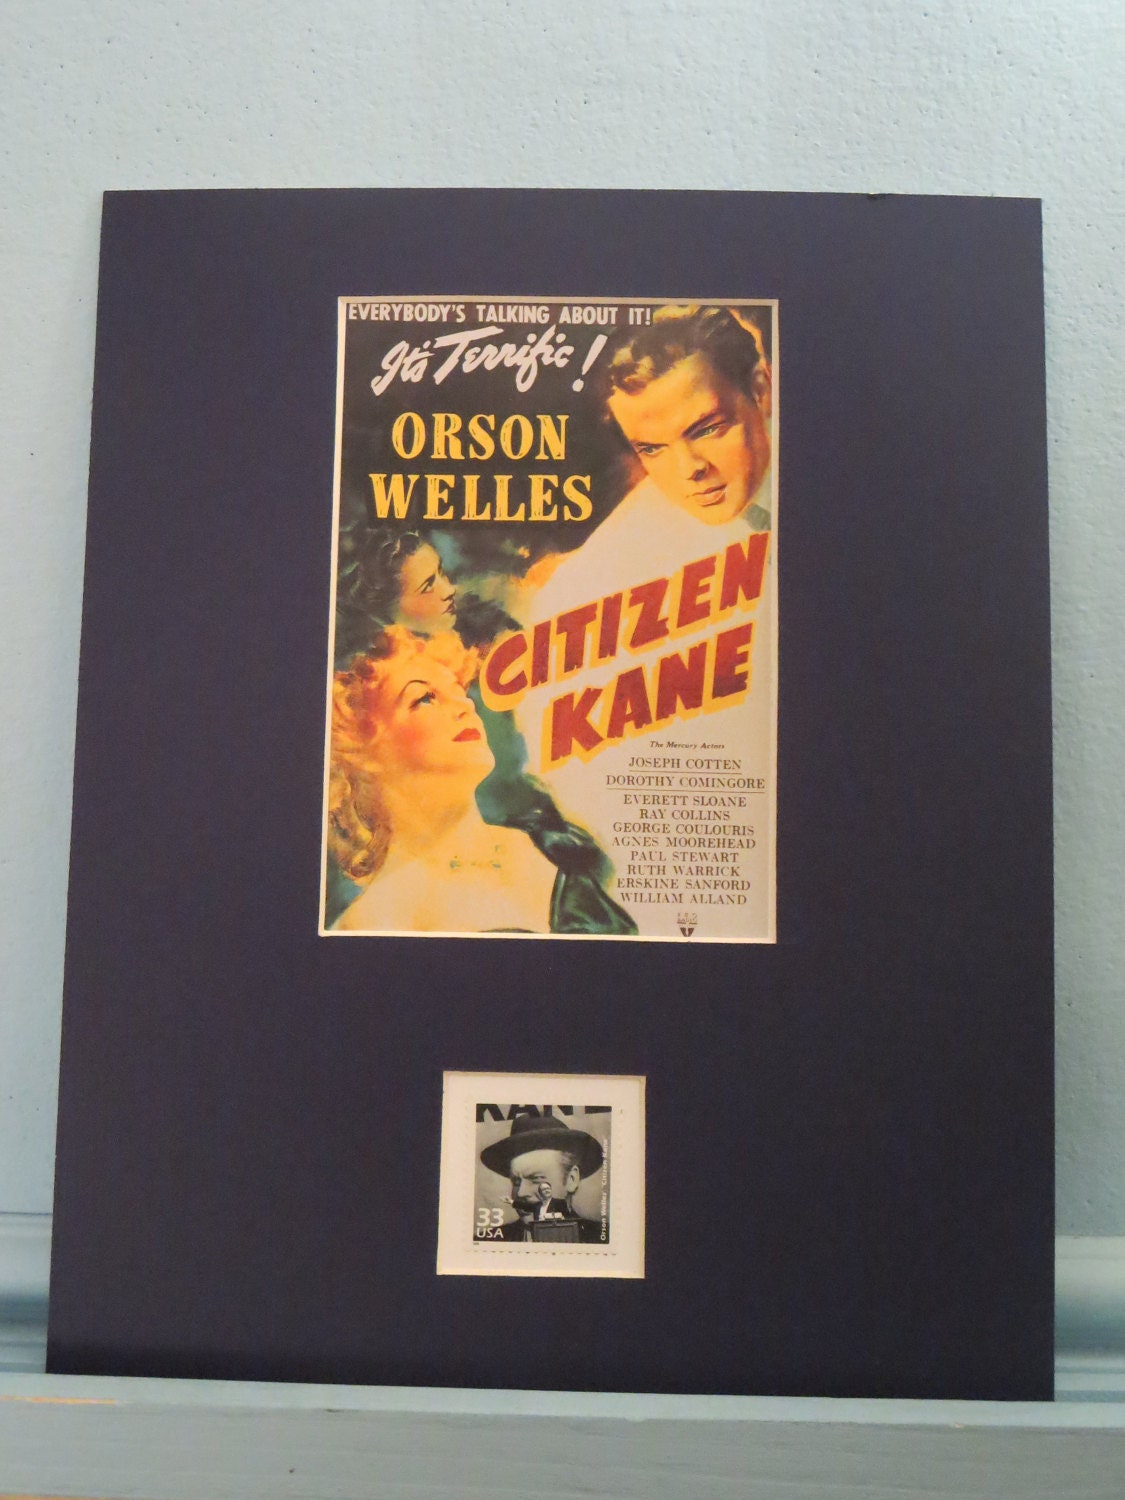 EVERYBODY'S TALKING ABOUT IT!
It's Terrific!
ORSON
WELLES
CITIZEN
KANE
The Mercury Actors
JOSEPH COTTEN
DOROTHY COMINGORE
EVERETT SLOANE
RAY COLLINS
GEORGE COULOURIS
AGNES MOOREHEAD
PAUL STEWART
RUTH WARRICK
ERSKINE SANFORD
WILLIAM ALLAND
KANE
33
USA
Orson Welles' "Citizen Kane"